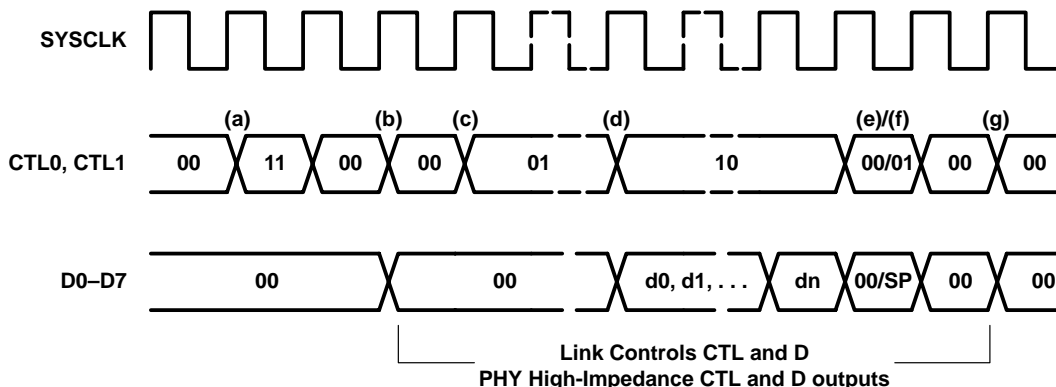 SYSCLK
(a) (b) (c) (d) (e)/(f) (g)
CTL0, CTL1 00 11 00 00 01 10 00/01 00 00
D0–D7 00 00 d0, d1, . . . dn 00/SP 00 00
Link Controls CTL and D
PHY High-Impedance CTL and D outputs